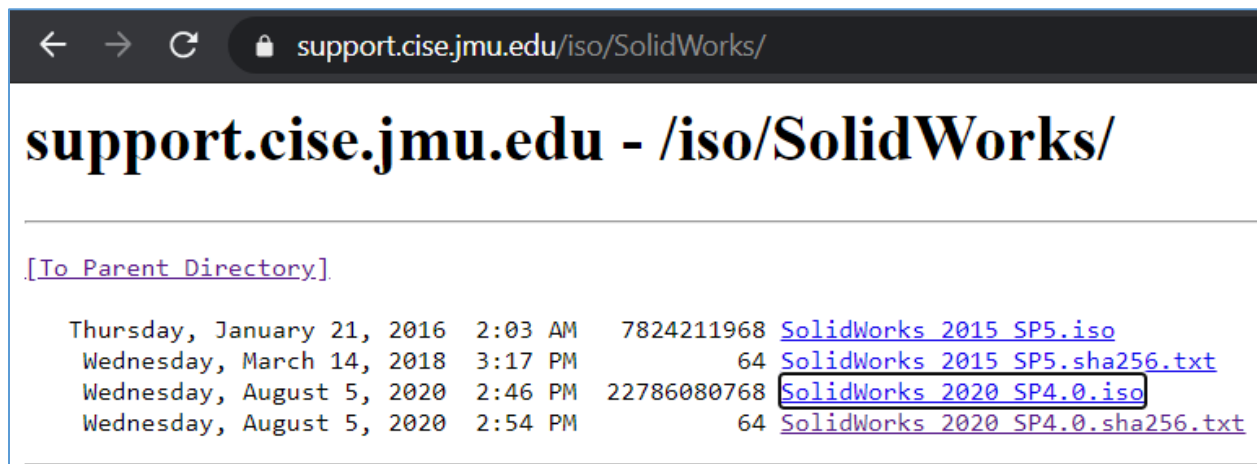 support.cise.jmu.edu/iso/SolidWorks/
support.cise.jmu.edu - /iso/SolidWorks/
[To Parent Directory]
Thursday, January 21, 2016 2:03 AM 7824211968 SolidWorks 2015 SP5.iso
Wednesday, March 14, 2018 3:17 PM 64 SolidWorks 2015 SP5.sha256.txt
Wednesday, August 5, 2020 2:46 PM 22786080768 SolidWorks 2020 SP4.0.iso
Wednesday, August 5, 2020 2:54 PM 64 SolidWorks 2020 SP4.0.sha256.txt